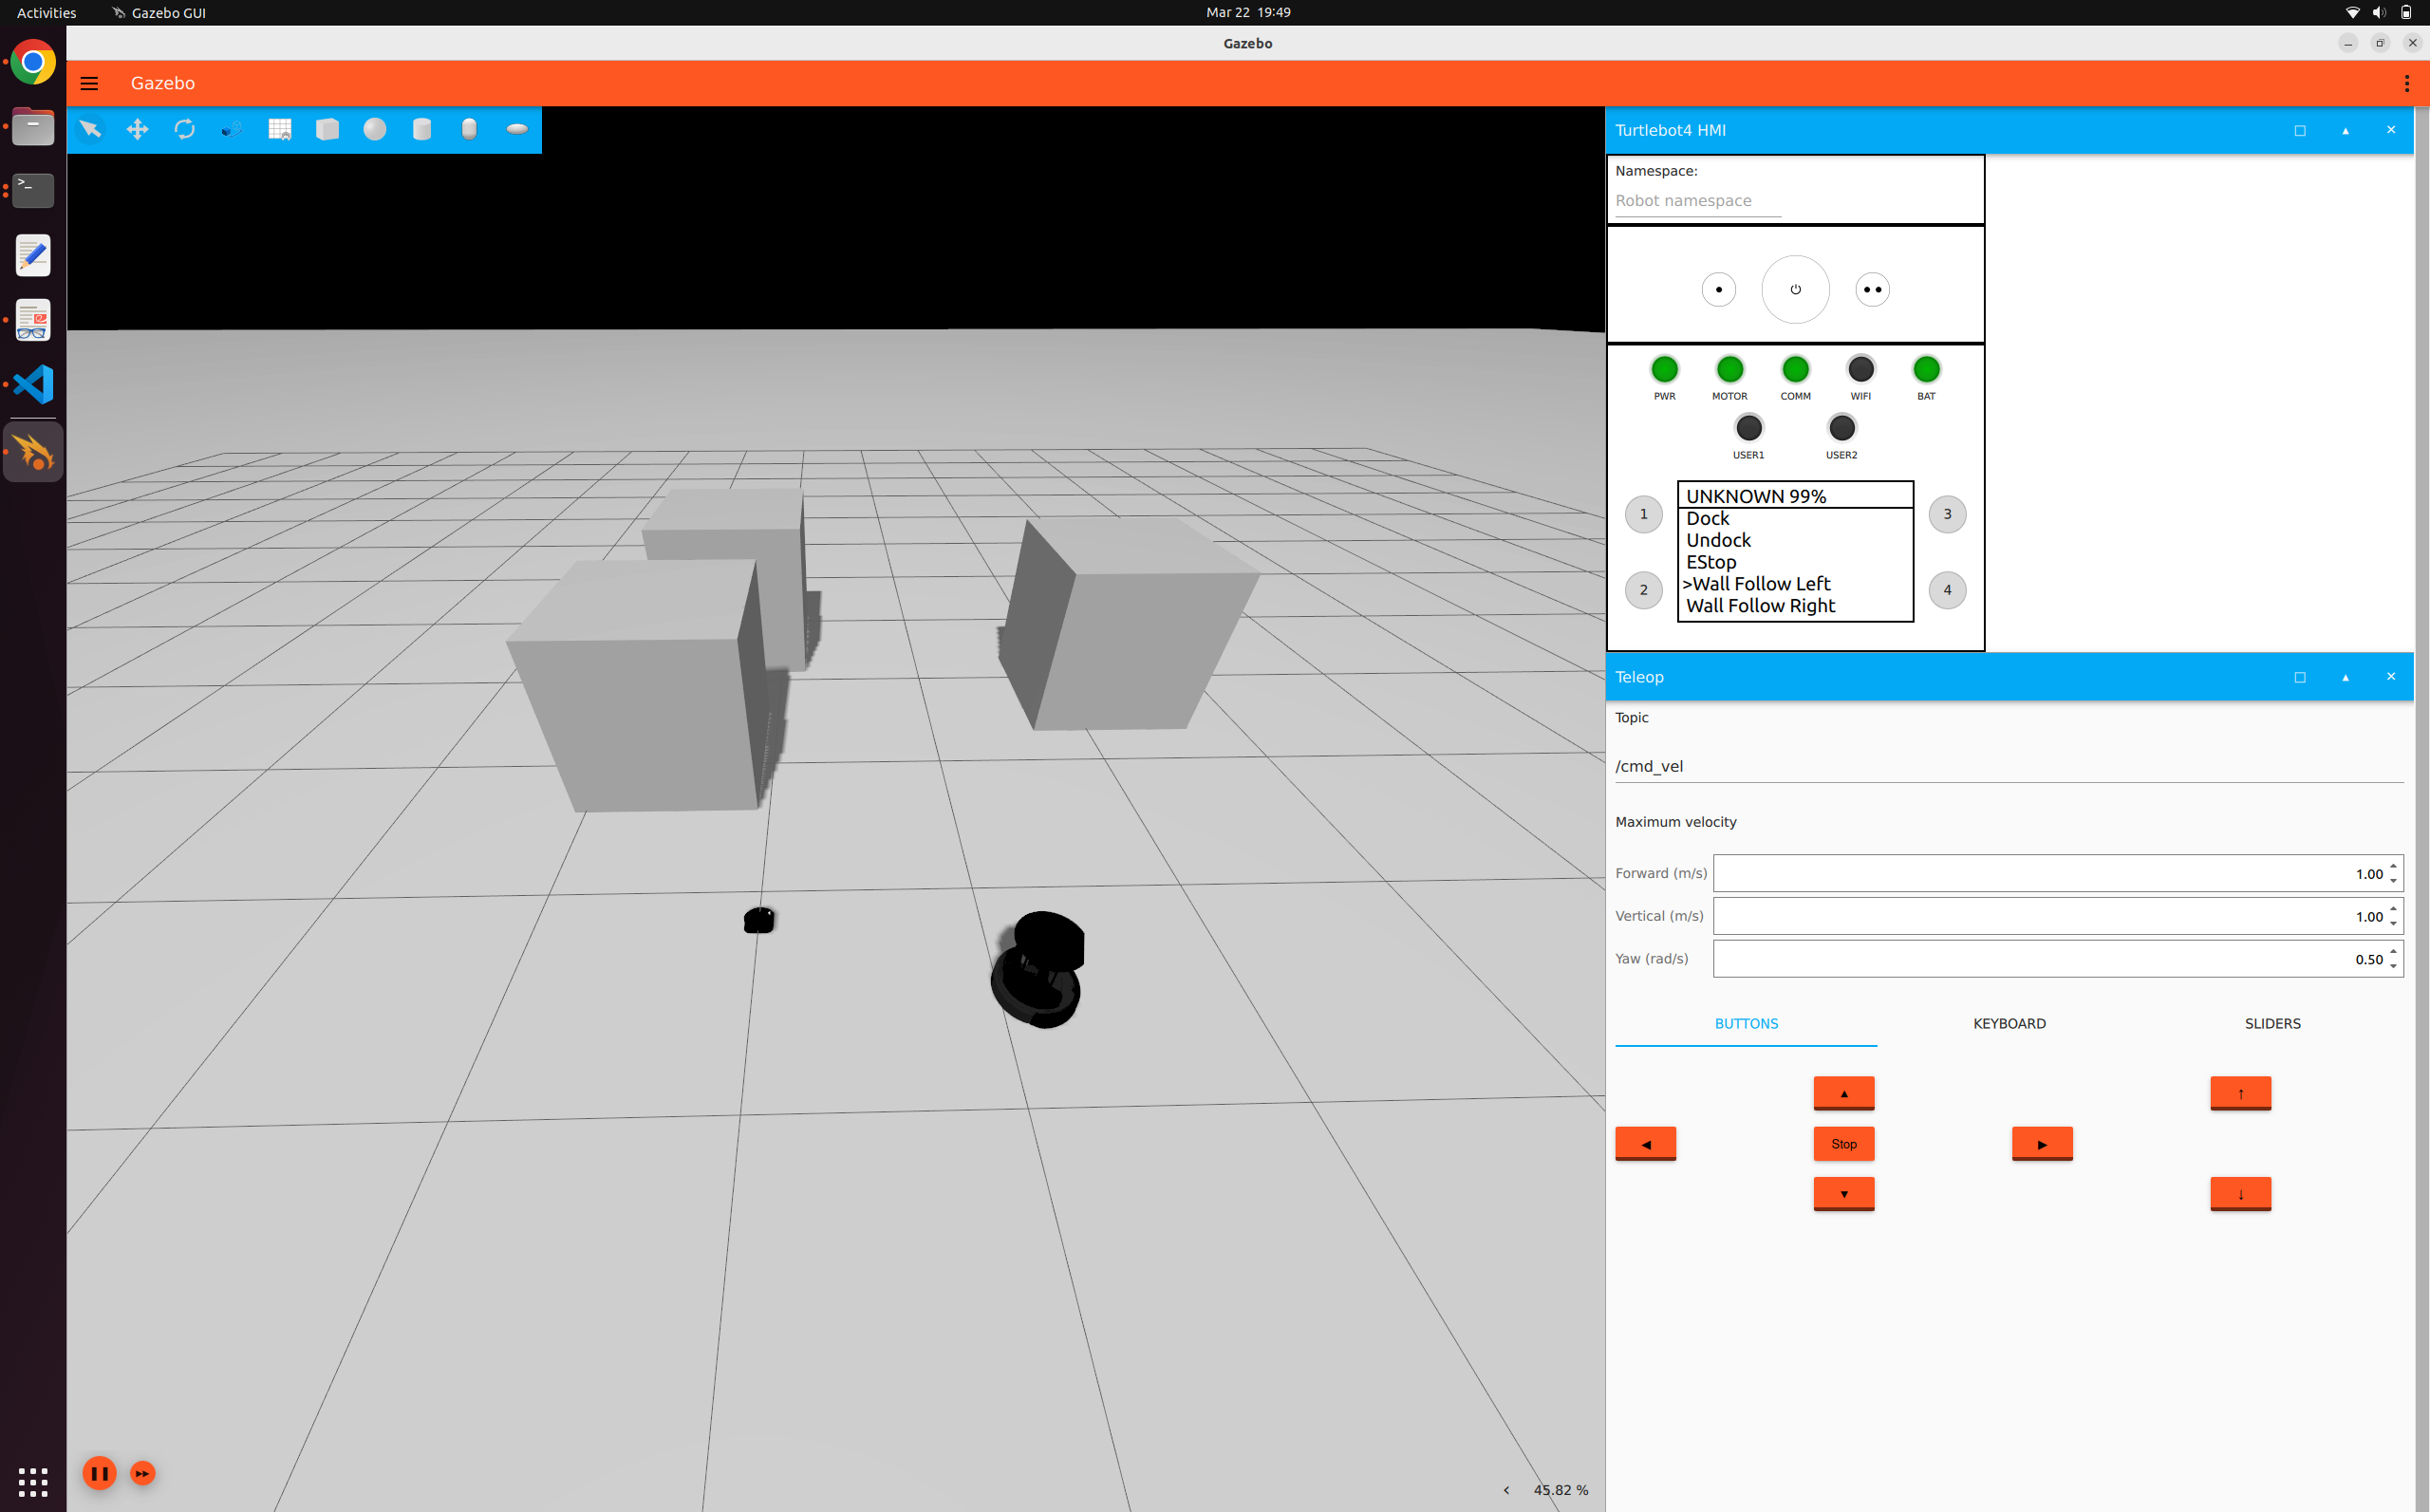 Activities
Gazebo GUI
Mar 22 19:49
Gazebo
Gazebo
Turtlebot4 HMI
Namespace:
Robot namespace
PWR
MOTOR
COMM
WIFI
BAT
USER1
USER2
1
2
3
4
UNKNOWN 99%
Dock
Undock
EStop
>Wall Follow Left
Wall Follow Right
Teleop
Topic
/cmd_vel
Maximum velocity
Forward (m/s) 1.00
Vertical (m/s) 1.00
Yaw (rad/s) 0.50
BUTTONS
KEYBOARD
SLIDERS
Stop
45.82 %